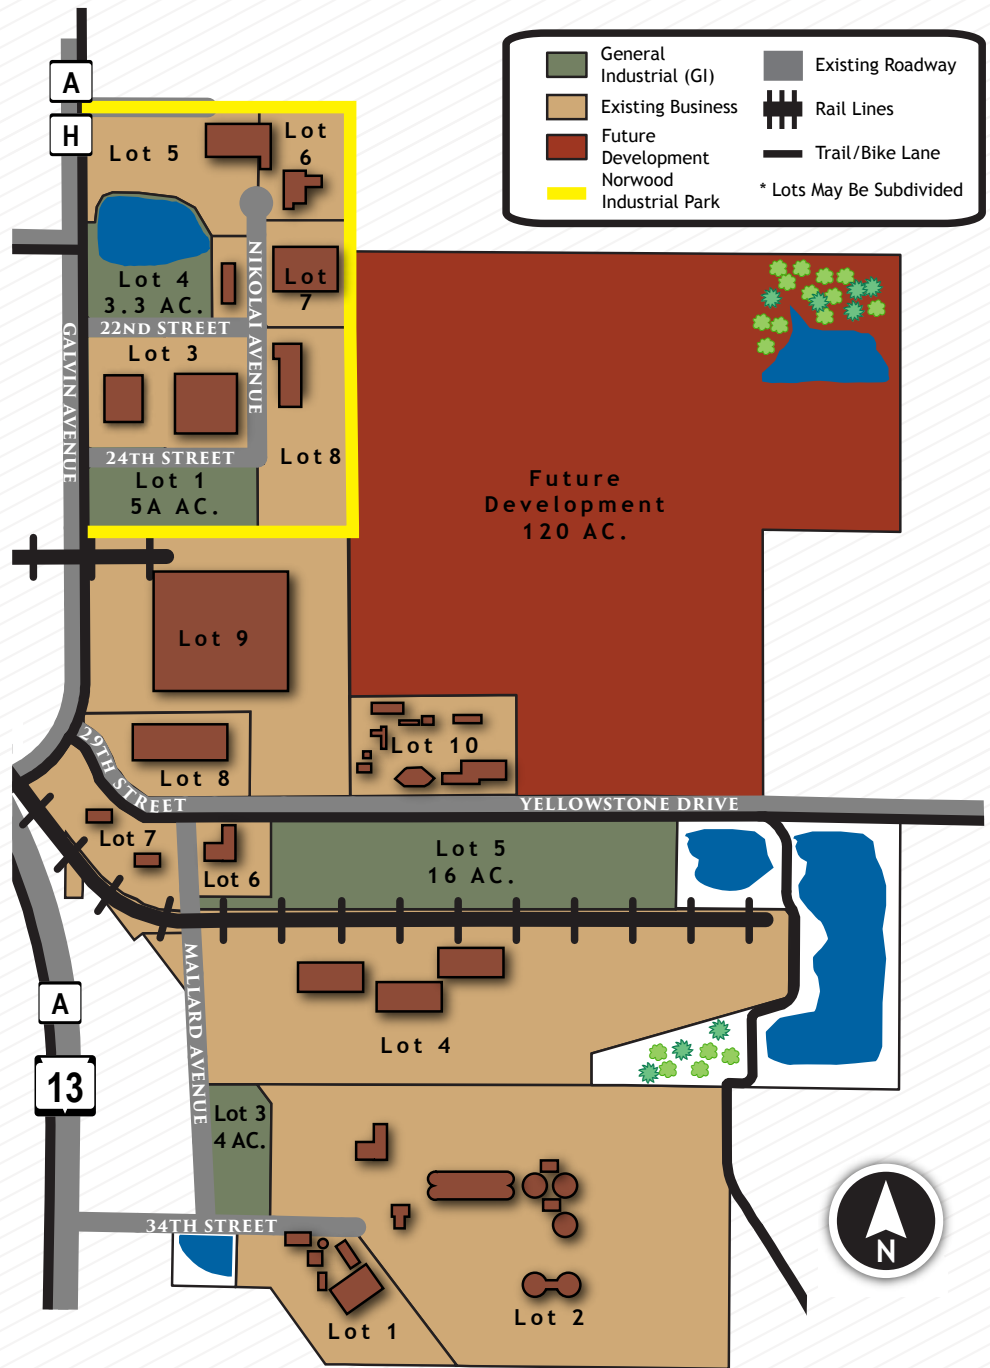 General
Industrial (GI)
Existing Business
Future
Development
Norwood
Industrial Park
Existing Roadway
Rail Lines
Trail/Bike Lane
* Lots May Be Subdivided
A
H
Lot 5
Lot
6
Lot 4
3.3 AC.
Lot
7
NIKOLAI AVENUE
22ND STREET
Lot 3
GALVIN AVENUE
24TH STREET
Lot 8
Lot 1
5A AC.
Future
Development
120 AC.
Lot 9
Lot 10
29TH STREET
Lot 8
YELLOWSTONE DRIVE
Lot 7
Lot 6
Lot 5
16 AC.
MALLARD AVENUE
A
13
Lot 4
Lot 3
4 AC.
34TH STREET
Lot 1
Lot 2
N